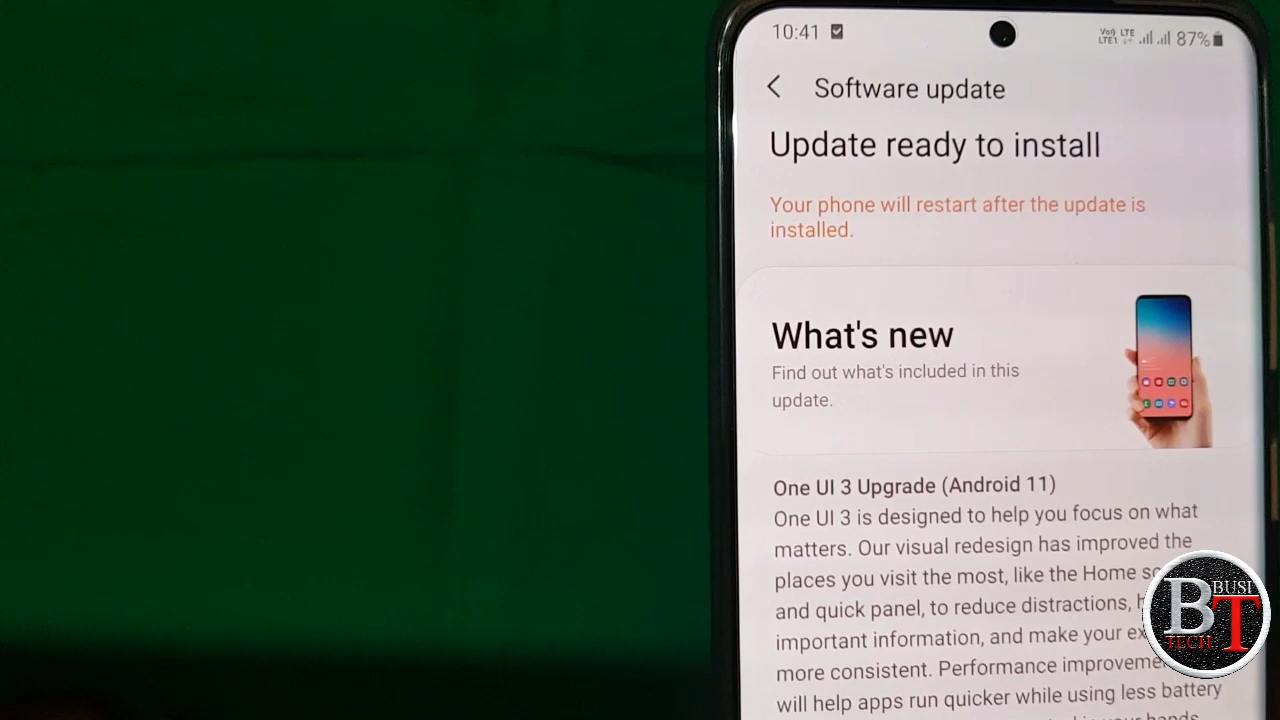 10:41
Vo)) LTE
LTE1 87%
Software update
Update ready to install
Your phone will restart after the update is
installed.
What's new
Find out what's included in this
update.
One UI 3 Upgrade (Android 11)
One UI 3 is designed to help you focus on what
matters. Our visual redesign has improved the
places you visit the most, like the Home
and quick panel, to reduce distractions,
important information, and make your
more consistent. Performance
will help apps run quicker while using less battery
BT
BUSI
TECH